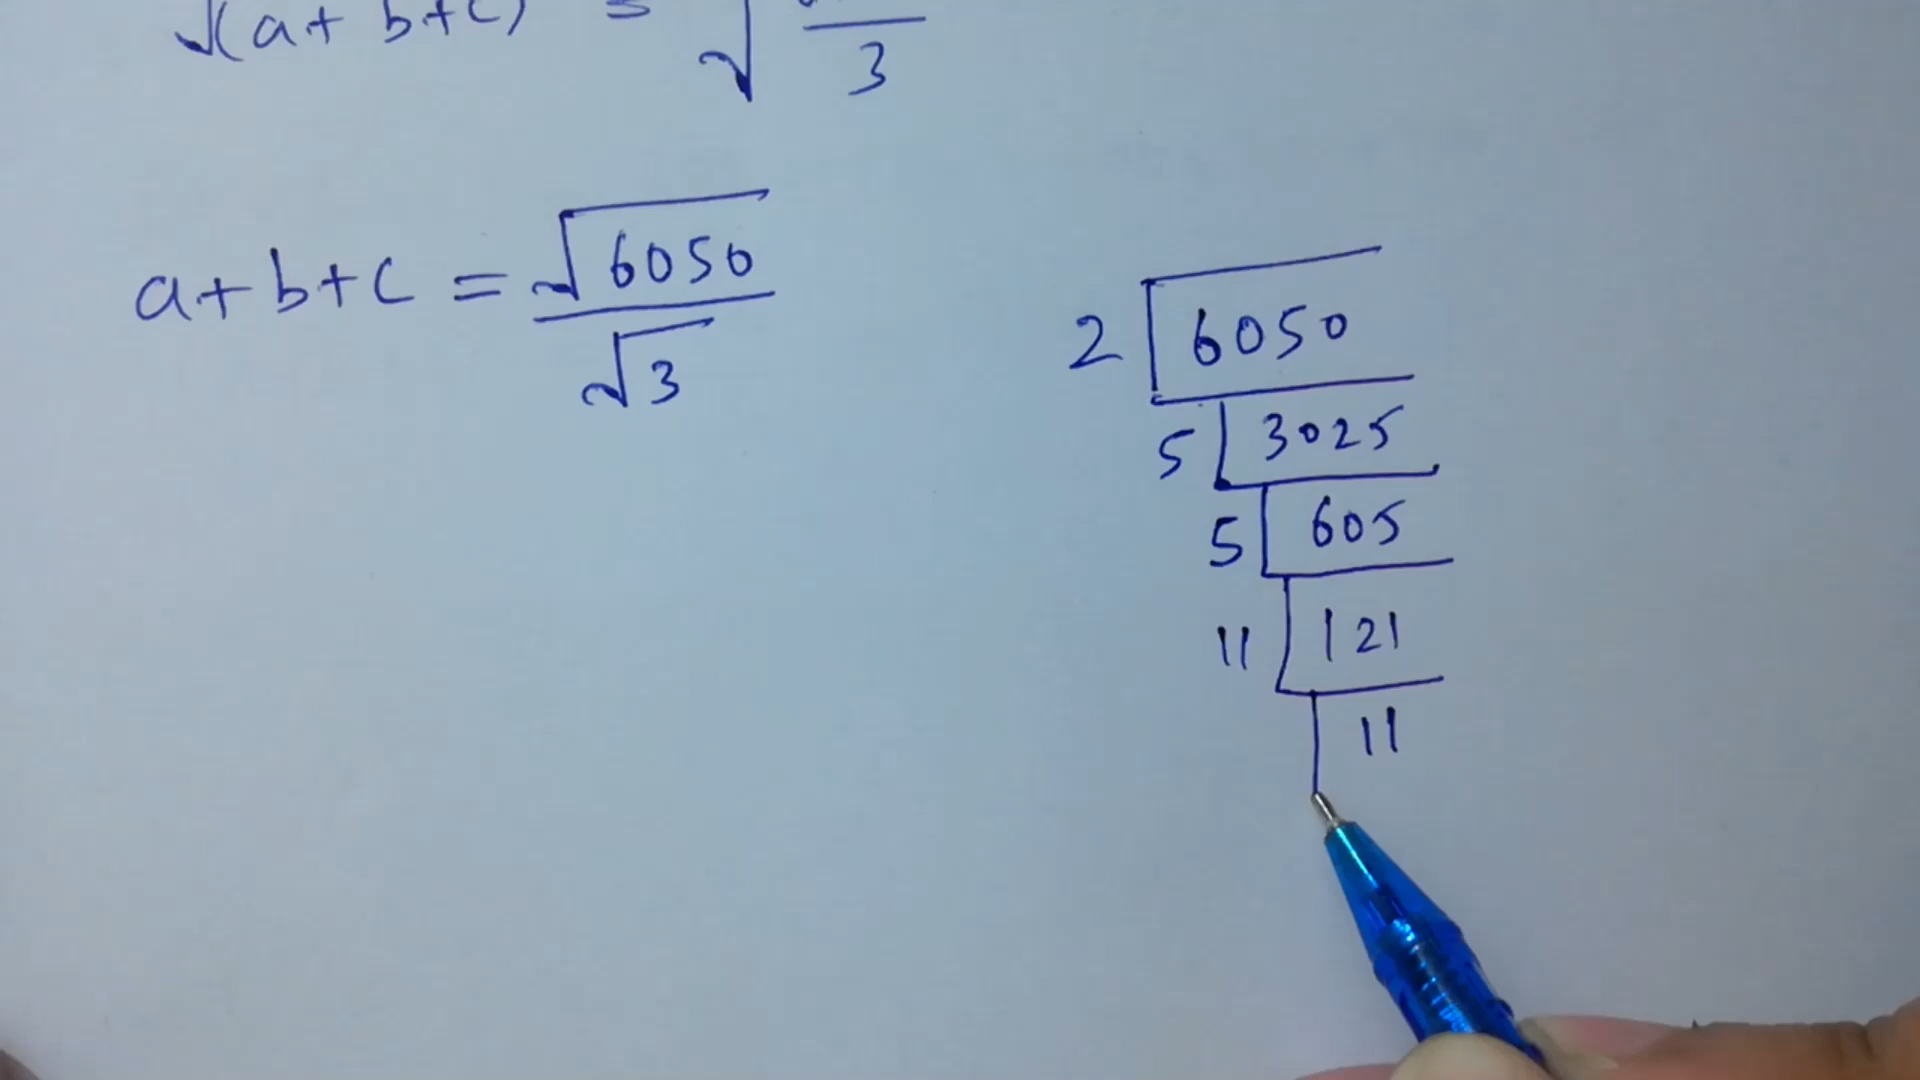 √(a + b + c) = √ 3
a + b + c = √6050 / √3
2 6050
5 3025
5 605
11 121
11